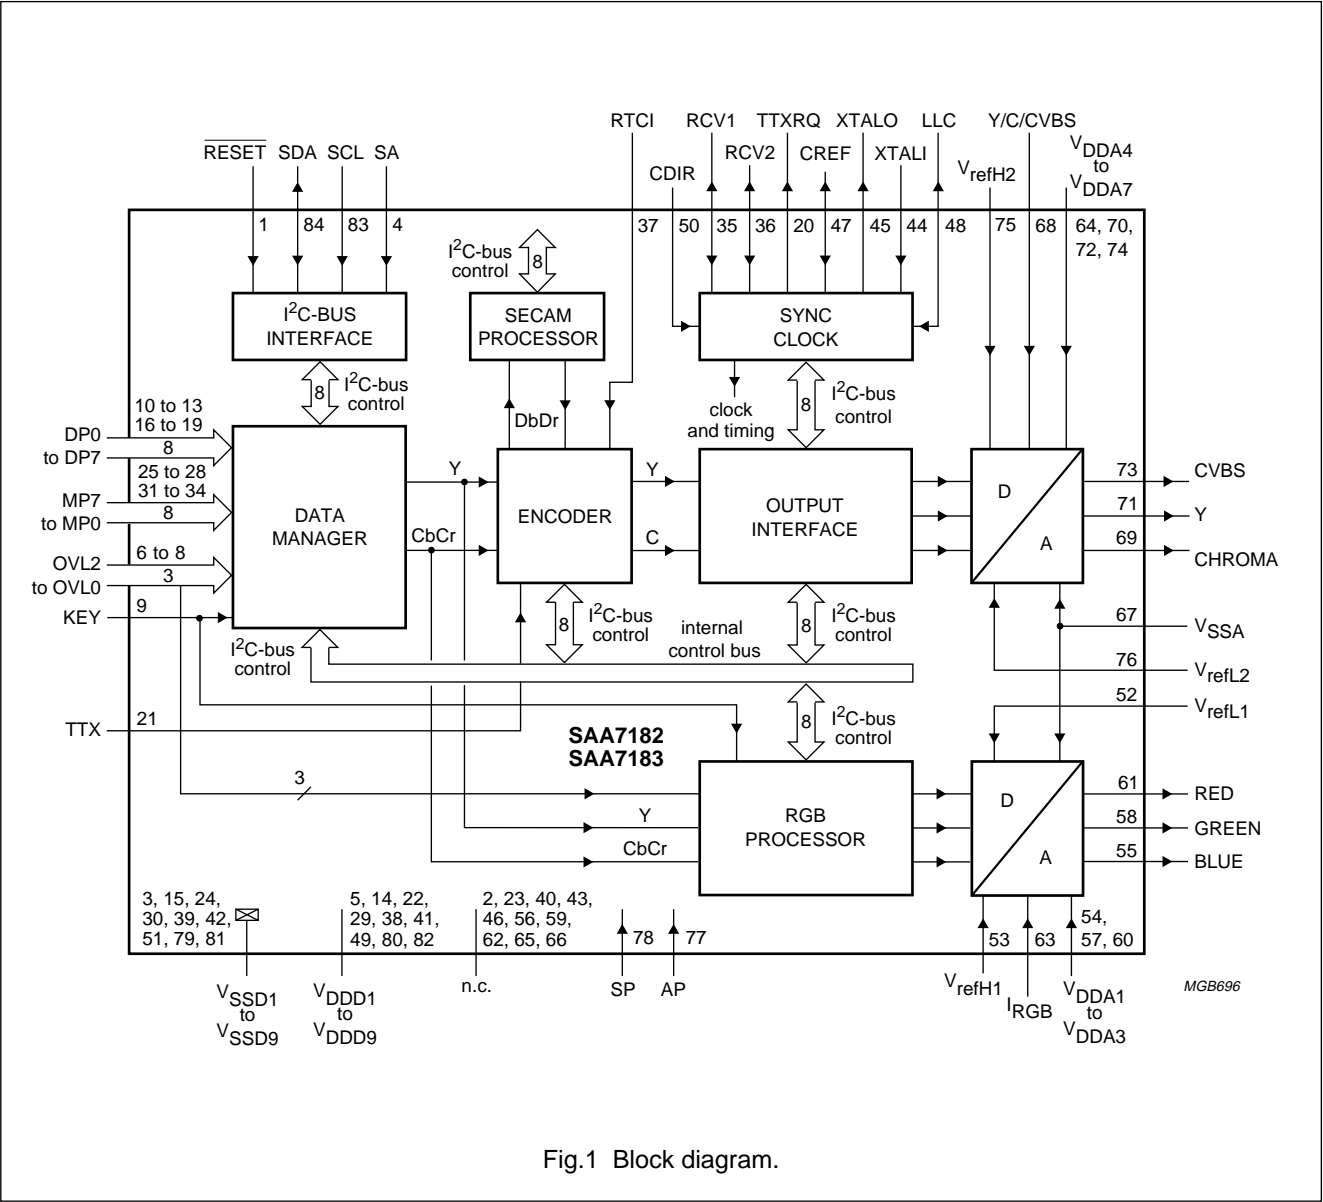 RTCI RCV1 TTXRQ XTALO LLC Y/C/CVBS
RESET SDA SCL SA
RCV2 CREF XTALI
VDDA4
to
VDDA7
CDIR
VrefH2
1 84 83 4
37 50 35 36 20 47 45 44 48 75 68 64, 70,
72, 74
I2C-bus
control
8
I2C-BUS
INTERFACE
SECAM
PROCESSOR
SYNC
CLOCK
8
I2C-bus
control
DbDr
clock
and timing
8
I2C-bus
control
DP0
to DP7
10 to 13
16 to 19
8
MP7
to MP0
25 to 28
31 to 34
8
OVL2
to OVL0
6 to 8
3
KEY
9
DATA
MANAGER
Y
CbCr
ENCODER
Y
C
OUTPUT
INTERFACE
D
A
73
CVBS
71
Y
69
CHROMA
I2C-bus
control
8
I2C-bus
control
internal
control bus
8
I2C-bus
control
67
VSSA
76
VrefL2
52
VrefL1
TTX
21
SAA7182
SAA7183
8
I2C-bus
control
3
Y
CbCr
RGB
PROCESSOR
D
A
61
RED
58
GREEN
55
BLUE
3, 15, 24,
30, 39, 42,
51, 79, 81
5, 14, 22,
29, 38, 41,
49, 80, 82
2, 23, 40, 43,
46, 56, 59,
62, 65, 66
78
77
53
63
54,
57, 60
VSSD1
to
VSSD9
VDDD1
to
VDDD9
n.c.
SP
AP
VrefH1
IRGB
VDDA1
to
VDDA3
MGB696
Fig.1 Block diagram.